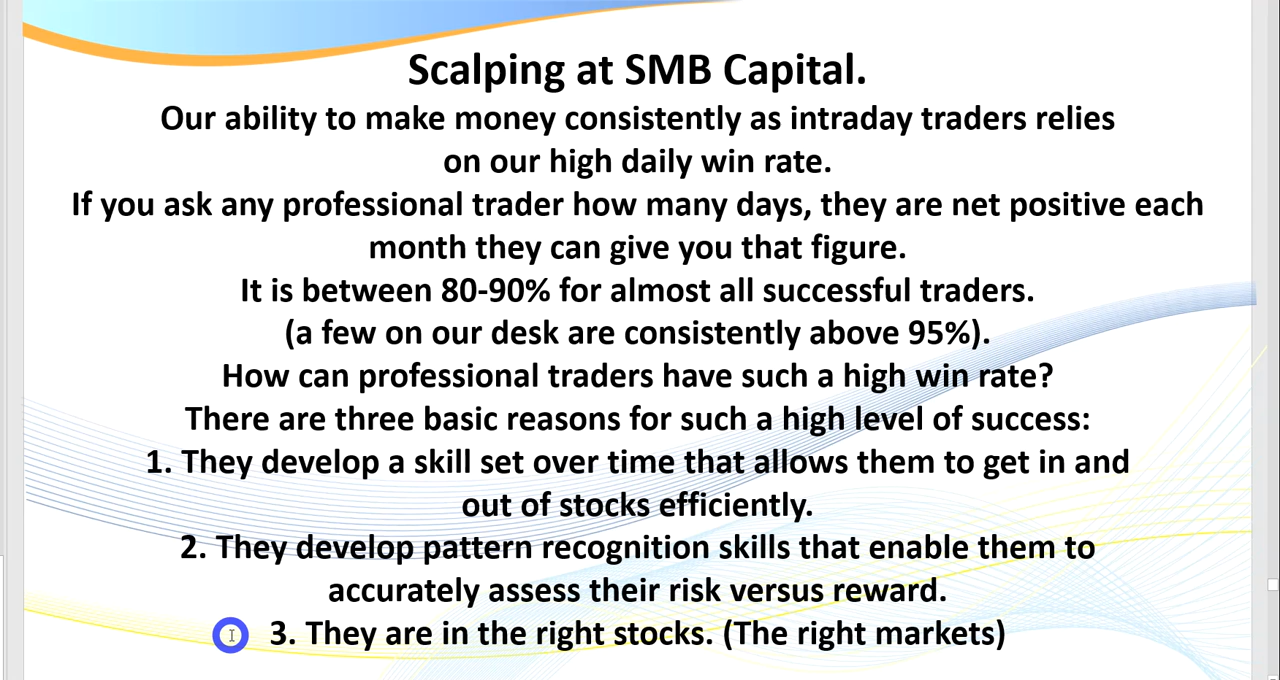 Scalping at SMB Capital.
Our ability to make money consistently as intraday traders relies
on our high daily win rate.
If you ask any professional trader how many days, they are net positive each
month they can give you that figure.
It is between 80-90% for almost all successful traders.
(a few on our desk are consistently above 95%).
How can professional traders have such a high win rate?
There are three basic reasons for such a high level of success:
1. They develop a skill set over time that allows them to get in and
out of stocks efficiently.
2. They develop pattern recognition skills that enable them to
accurately assess their risk versus reward.
3. They are in the right stocks. (The right markets)